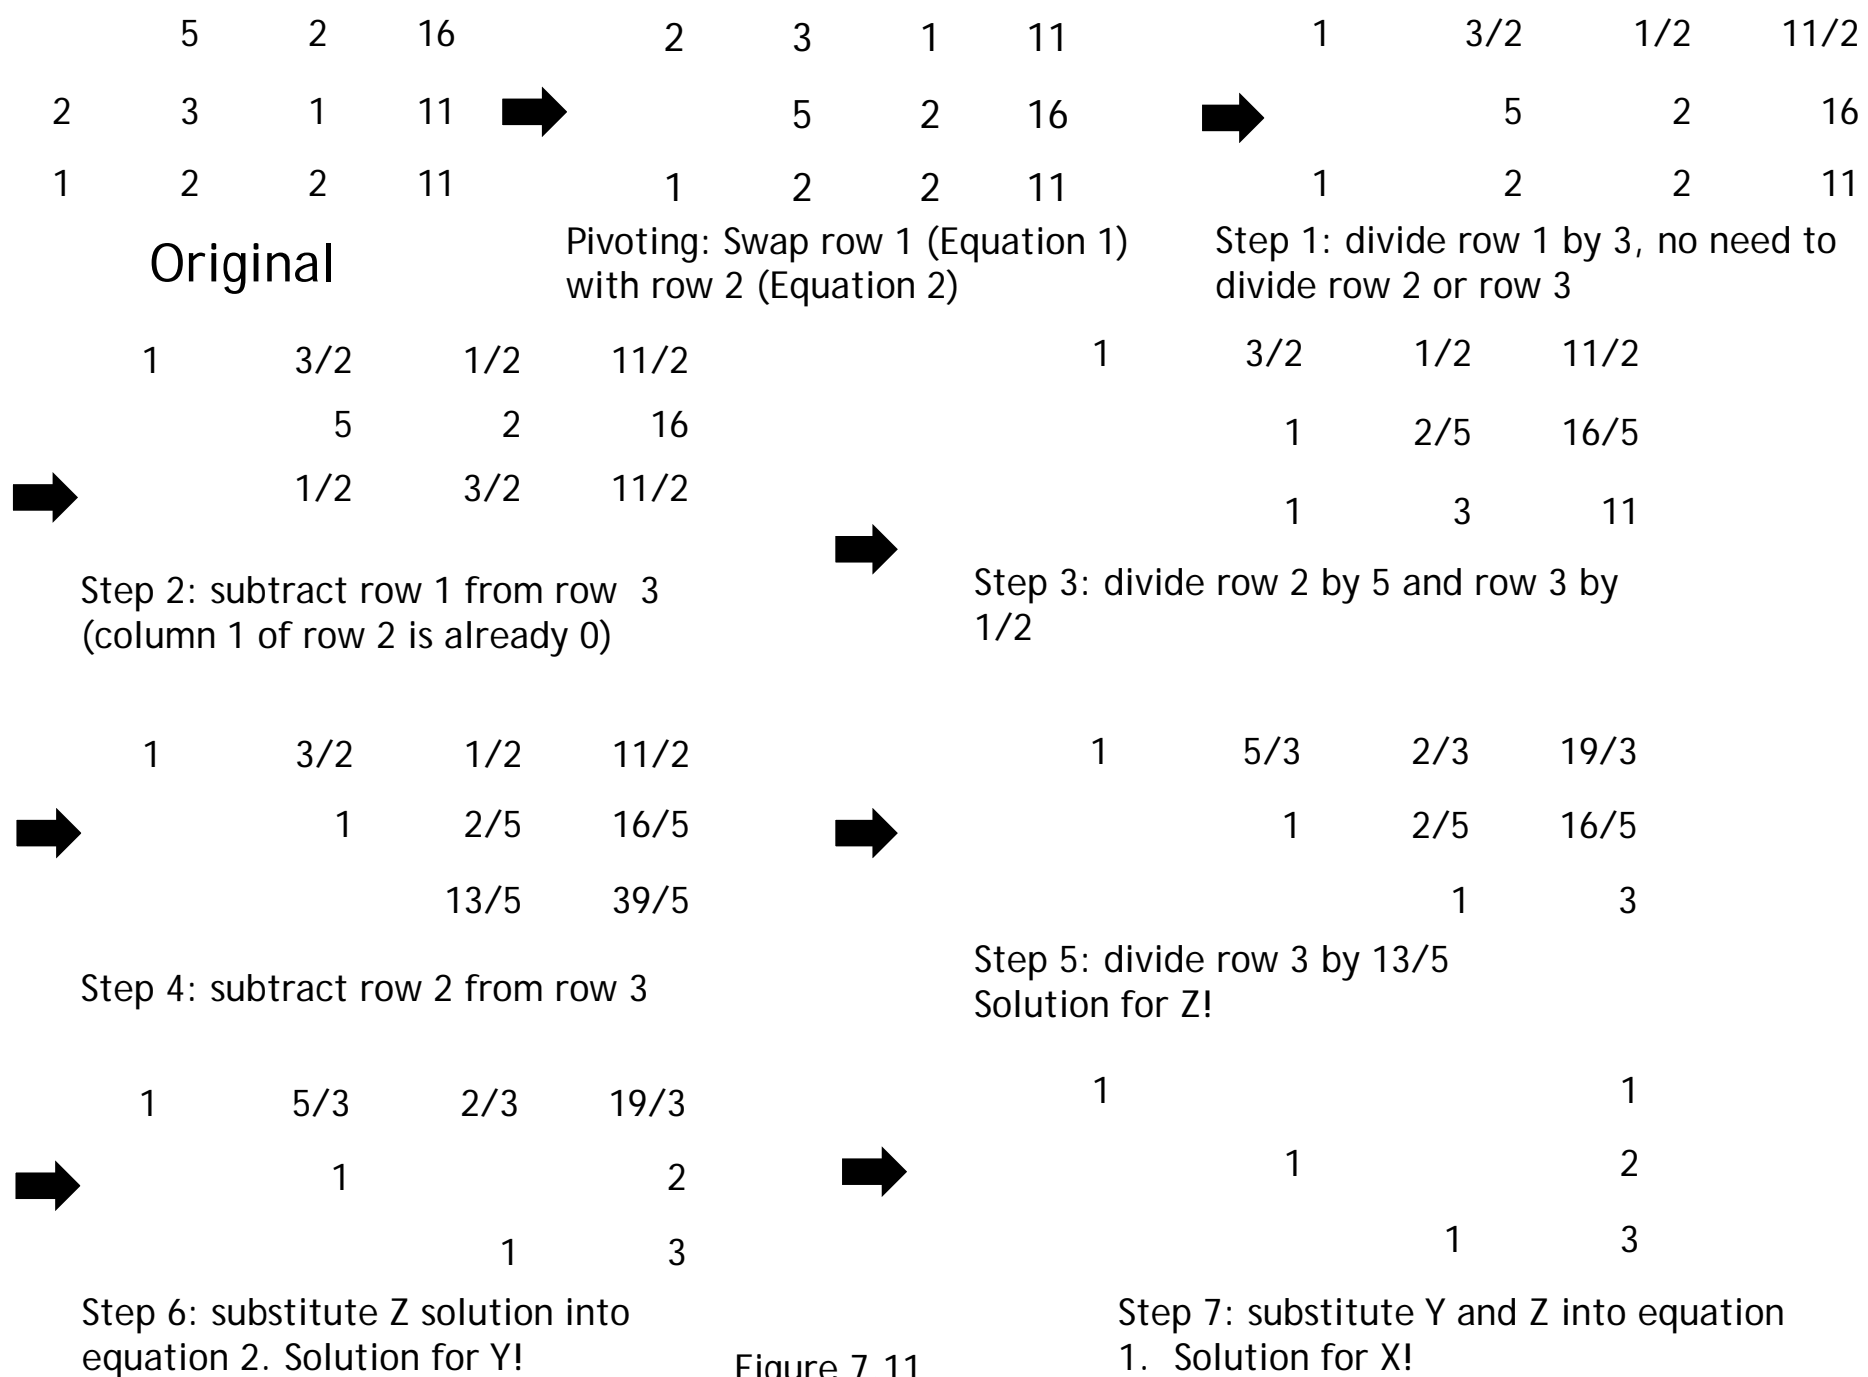 5 2 16
2 3 1 11
1 2 2 11
Original
2 3 1 11
5 2 16
1 2 2 11
Pivoting: Swap row 1 (Equation 1)
with row 2 (Equation 2)
1 3/2 1/2 11/2
5 2 16
1 2 2 11
Step 1: divide row 1 by 3, no need to
divide row 2 or row 3
1 3/2 1/2 11/2
5 2 16
1/2 3/2 11/2
Step 2: subtract row 1 from row 3
(column 1 of row 2 is already 0)
1 3/2 1/2 11/2
1 2/5 16/5
1 3 11
Step 3: divide row 2 by 5 and row 3 by
1/2
1 3/2 1/2 11/2
1 2/5 16/5
13/5 39/5
Step 4: subtract row 2 from row 3
1 5/3 2/3 19/3
1 2/5 16/5
1 3
Step 5: divide row 3 by 13/5
Solution for Z!
1 5/3 2/3 19/3
1 2
1 3
Step 6: substitute Z solution into
equation 2. Solution for Y!
1 1
1 2
1 3
Step 7: substitute Y and Z into equation
1. Solution for X!
Figure 7.11